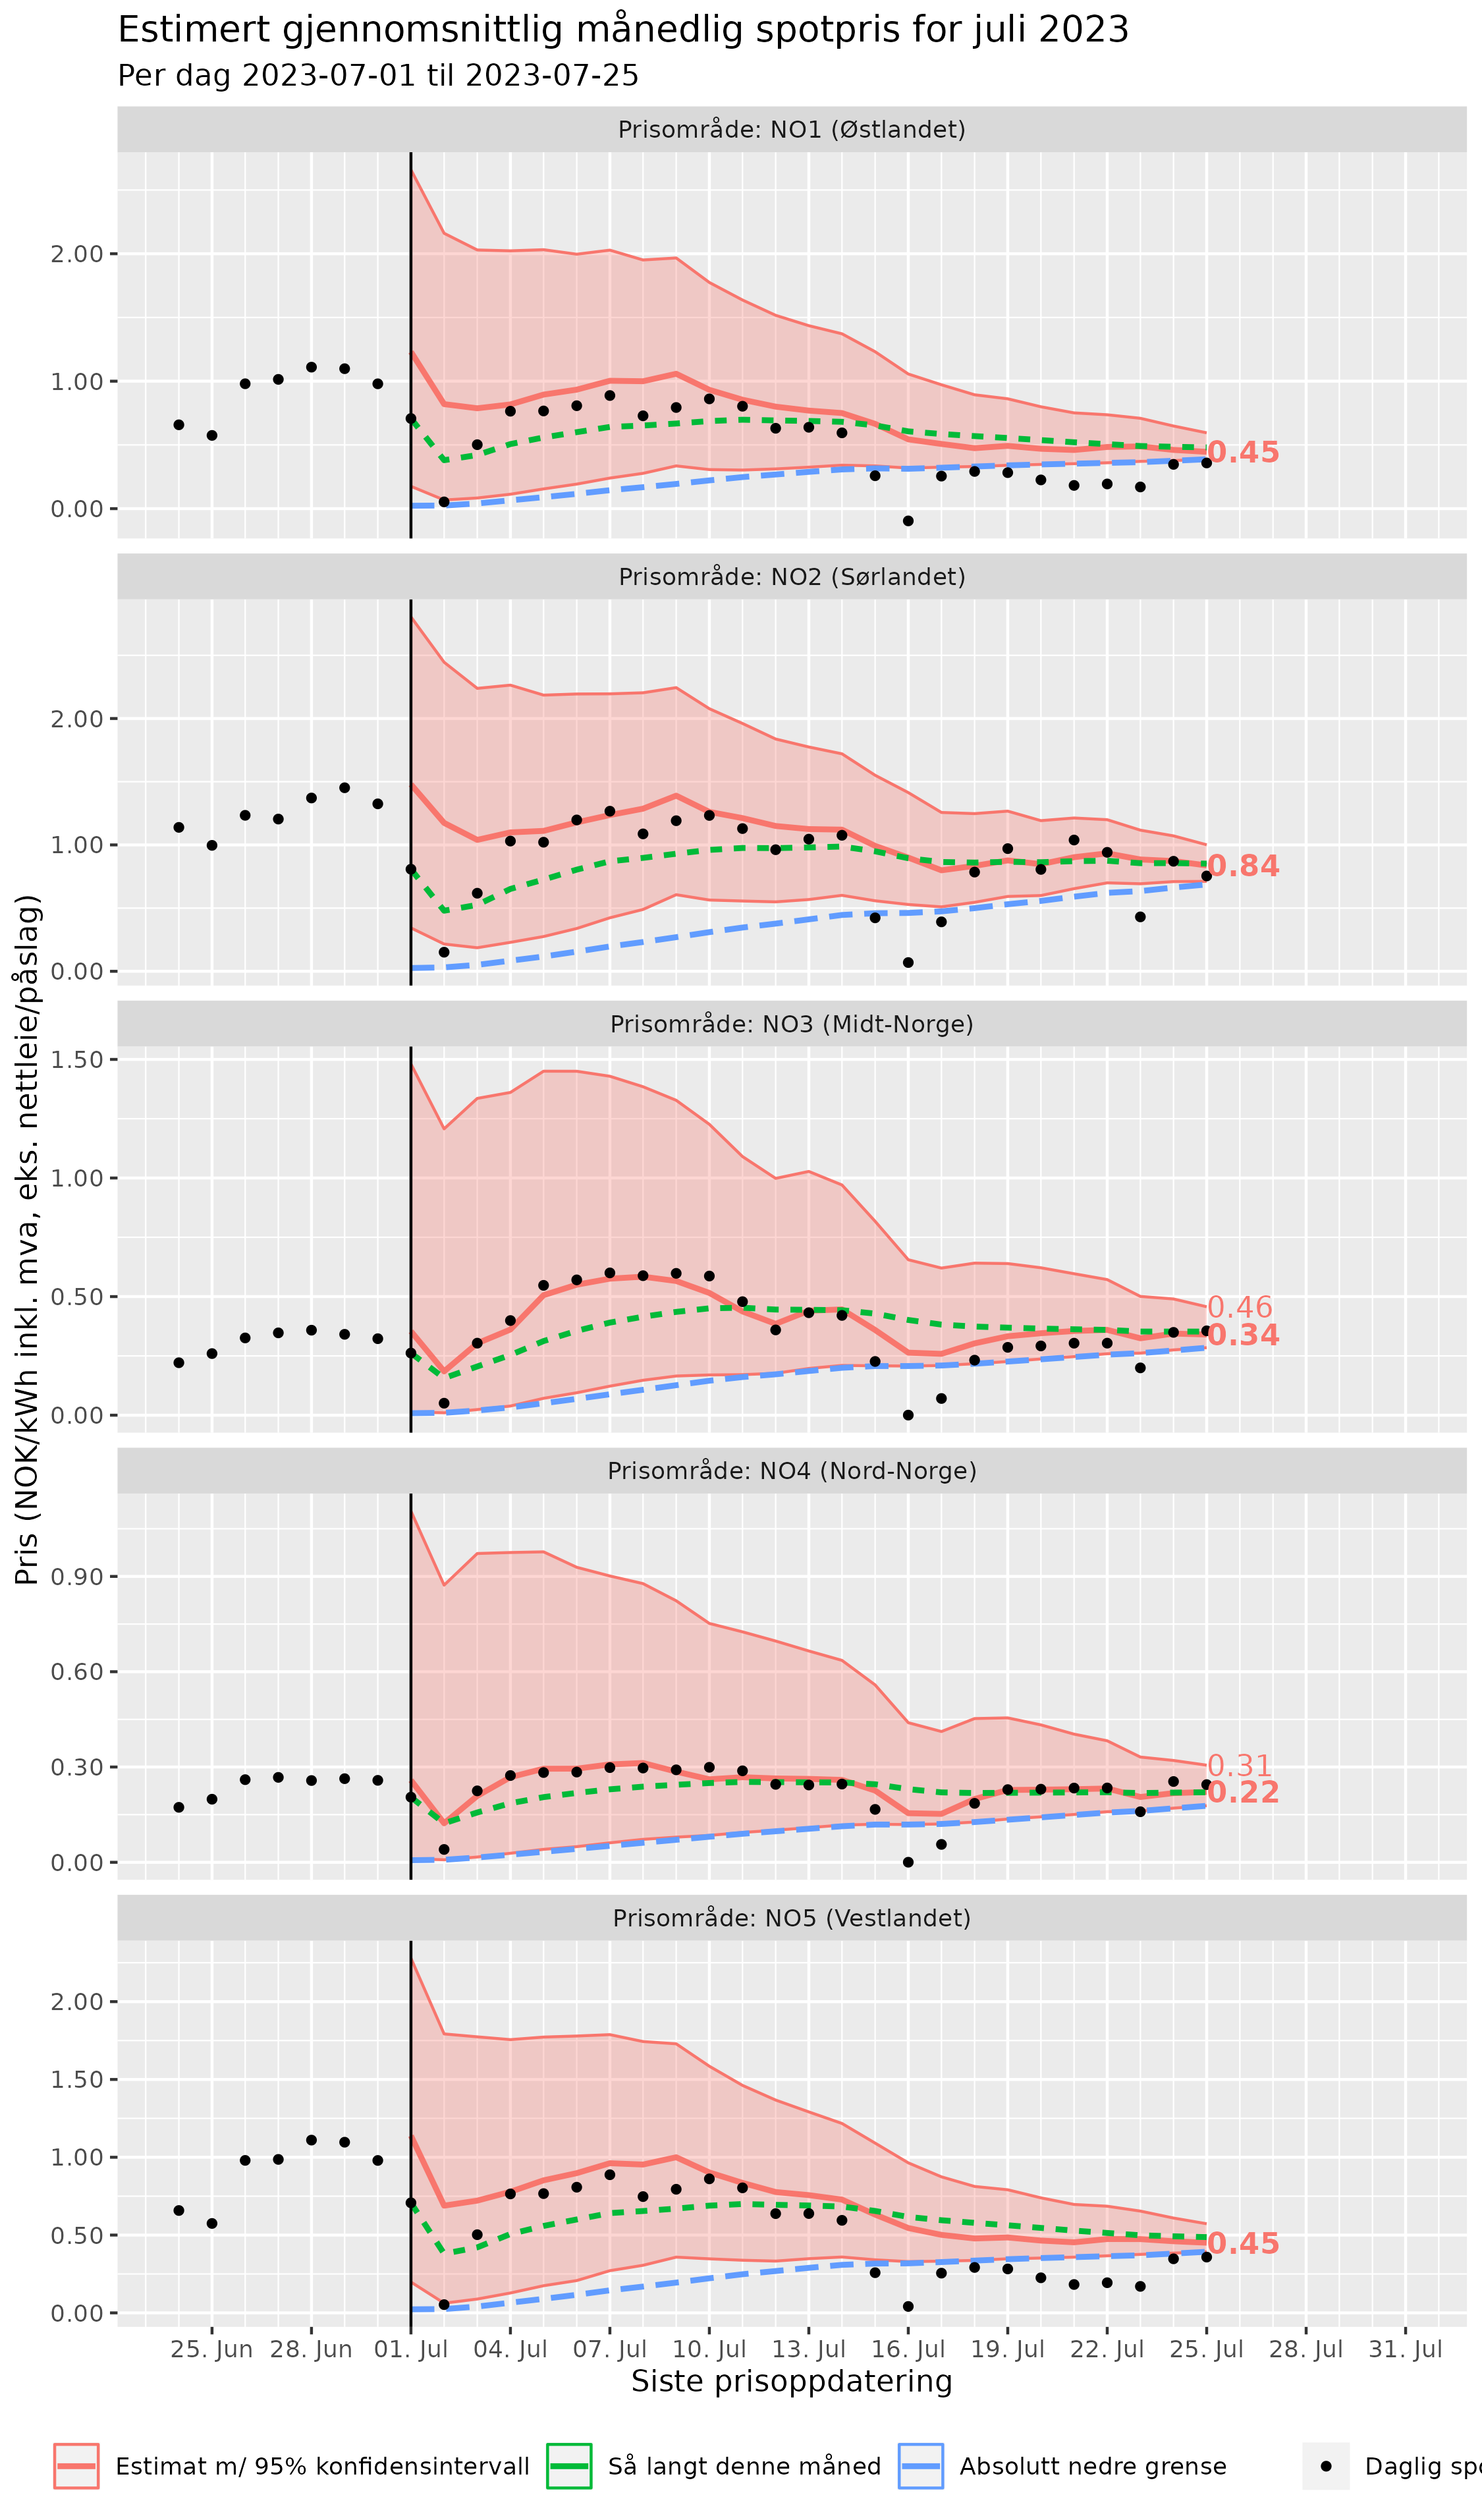 Estimert gjennomsnittlig månedlig spotpris for juli 2023
Per dag 2023-07-01 til 2023-07-25
Pris (NOK/kWh inkl. mva, eks. nettleie/påslag)
Prisområde: NO1 (Østlandet)
2.00
1.00
0.00
0.45
Prisområde: NO2 (Sørlandet)
2.00
1.00
0.00
0.84
Prisområde: NO3 (Midt-Norge)
1.50
1.00
0.50
0.00
0.46
0.34
Prisområde: NO4 (Nord-Norge)
0.90
0.60
0.30
0.00
0.31
0.22
Prisområde: NO5 (Vestlandet)
2.00
1.50
1.00
0.50
0.00
0.45
25. Jun 28. Jun 01. Jul 04. Jul 07. Jul 10. Jul 13. Jul 16. Jul 19. Jul 22. Jul 25. Jul 28. Jul 31. Jul
Siste prisoppdatering
Estimat m/ 95% konfidensintervall Så langt denne måned Absolutt nedre grense Daglig